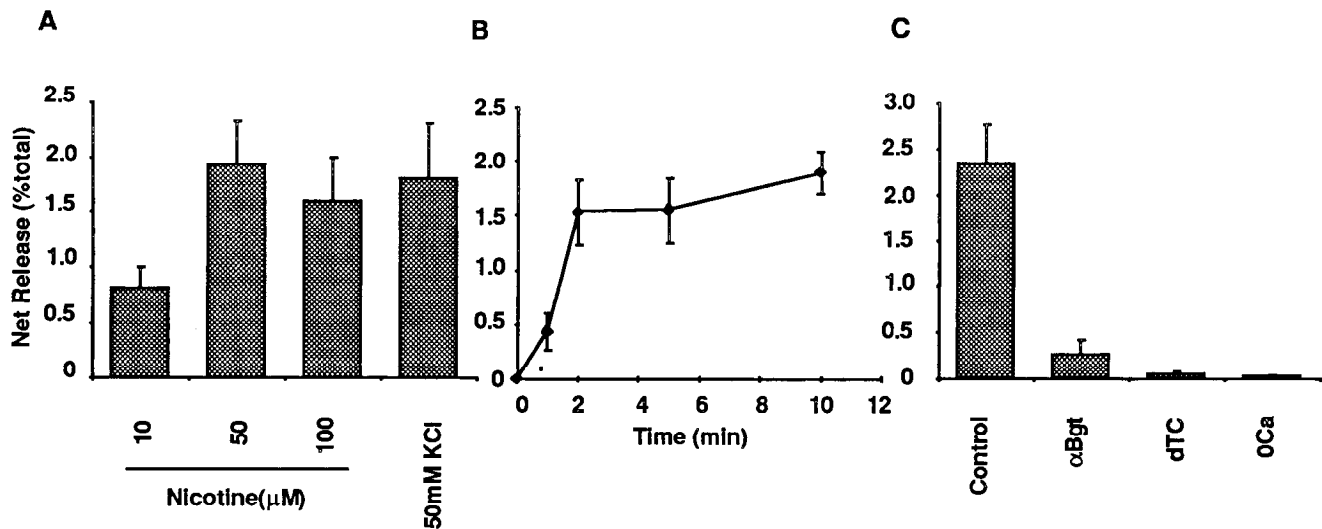 A
B
C
Net Release (%total)
2.5
2.0
1.5
1.0
0.5
0
10
50
100
50mM KCl
Nicotine(μM)
2.5
2.0
1.5
1.0
0.5
0
0
2
4
6
8
10
12
Time (min)
3.0
2.5
2.0
1.5
1.0
0.5
0
Control
αBgt
dTC
0Ca